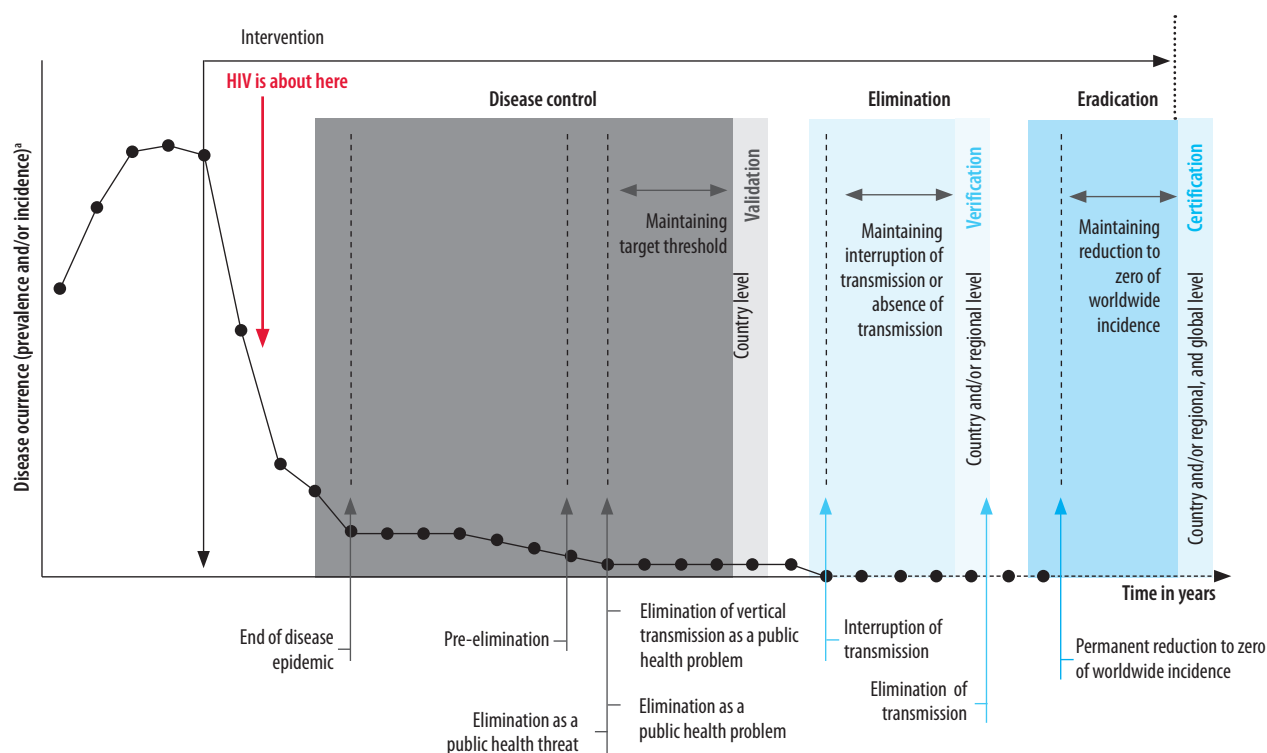 Intervention
HIV is about here
Disease control
Elimination
Eradication
Disease ocurrence (prevalence and/or incidence)ᵃ
Maintaining
target threshold
Validation
Country level
Maintaining
interruption of
transmission or
absence of
transmission
Verification
Country and/or regional level
Maintaining
reduction to
zero of
worldwide
incidence
Certification
Country and/or regional, and global level
Time in years
End of disease
epidemic
Pre-elimination
Elimination of vertical
transmission as a public
health problem
Elimination as a
public health threat
Elimination as a
public health problem
Interruption of
transmission
Elimination of
transmission
Permanent reduction to zero
of worldwide incidence